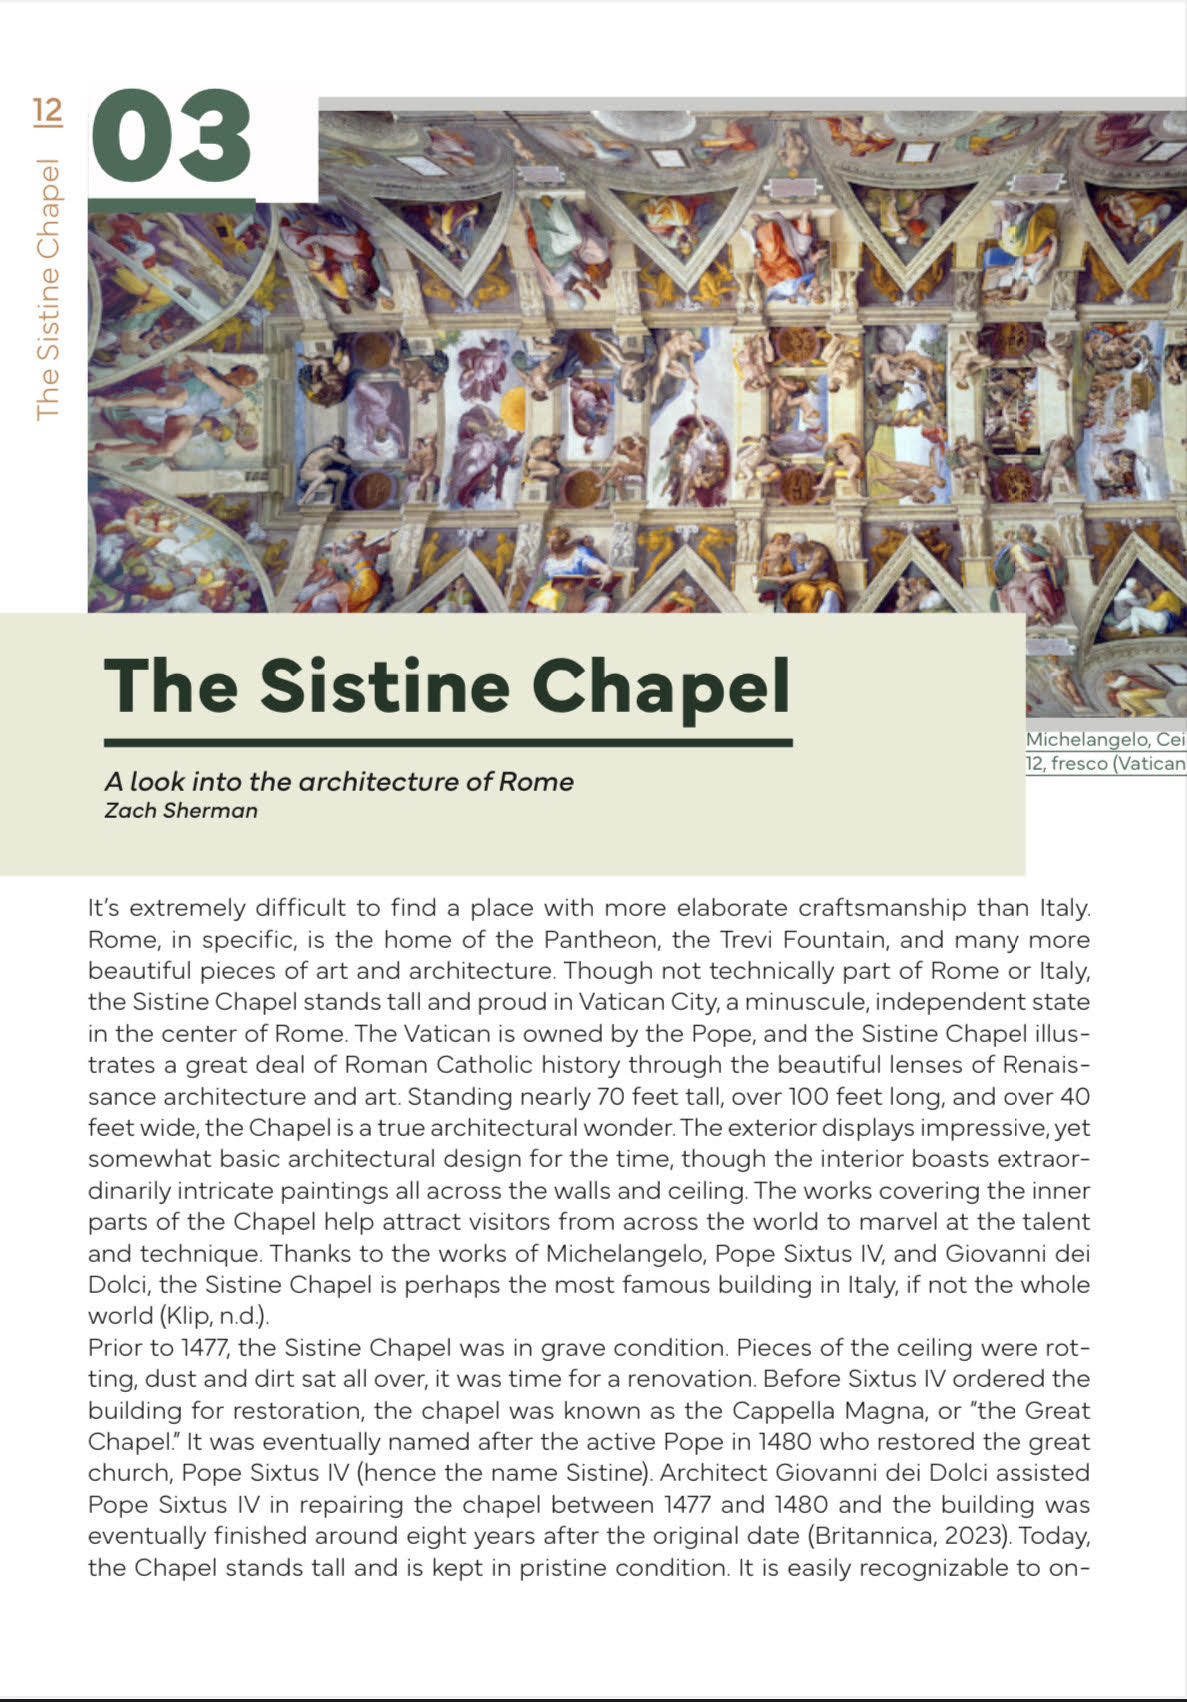 12
The Sistine Chapel
03
The Sistine Chapel
A look into the architecture of Rome
Zach Sherman
Michelangelo, Cei
12, fresco (Vatican
It’s extremely difficult to find a place with more elaborate craftsmanship than Italy.
Rome, in specific, is the home of the Pantheon, the Trevi Fountain, and many more
beautiful pieces of art and architecture. Though not technically part of Rome or Italy,
the Sistine Chapel stands tall and proud in Vatican City, a minuscule, independent state
in the center of Rome. The Vatican is owned by the Pope, and the Sistine Chapel illus-
trates a great deal of Roman Catholic history through the beautiful lenses of Renais-
sance architecture and art. Standing nearly 70 feet tall, over 100 feet long, and over 40
feet wide, the Chapel is a true architectural wonder. The exterior displays impressive, yet
somewhat basic architectural design for the time, though the interior boasts extraor-
dinarily intricate paintings all across the walls and ceiling. The works covering the inner
parts of the Chapel help attract visitors from across the world to marvel at the talent
and technique. Thanks to the works of Michelangelo, Pope Sixtus IV, and Giovanni dei
Dolci, the Sistine Chapel is perhaps the most famous building in Italy, if not the whole
world (Klip, n.d.).
Prior to 1477, the Sistine Chapel was in grave condition. Pieces of the ceiling were rot-
ting, dust and dirt sat all over, it was time for a renovation. Before Sixtus IV ordered the
building for restoration, the chapel was known as the Cappella Magna, or “the Great
Chapel.” It was eventually named after the active Pope in 1480 who restored the great
church, Pope Sixtus IV (hence the name Sistine). Architect Giovanni dei Dolci assisted
Pope Sixtus IV in repairing the chapel between 1477 and 1480 and the building was
eventually finished around eight years after the original date (Britannica, 2023). Today,
the Chapel stands tall and is kept in pristine condition. It is easily recognizable to on-